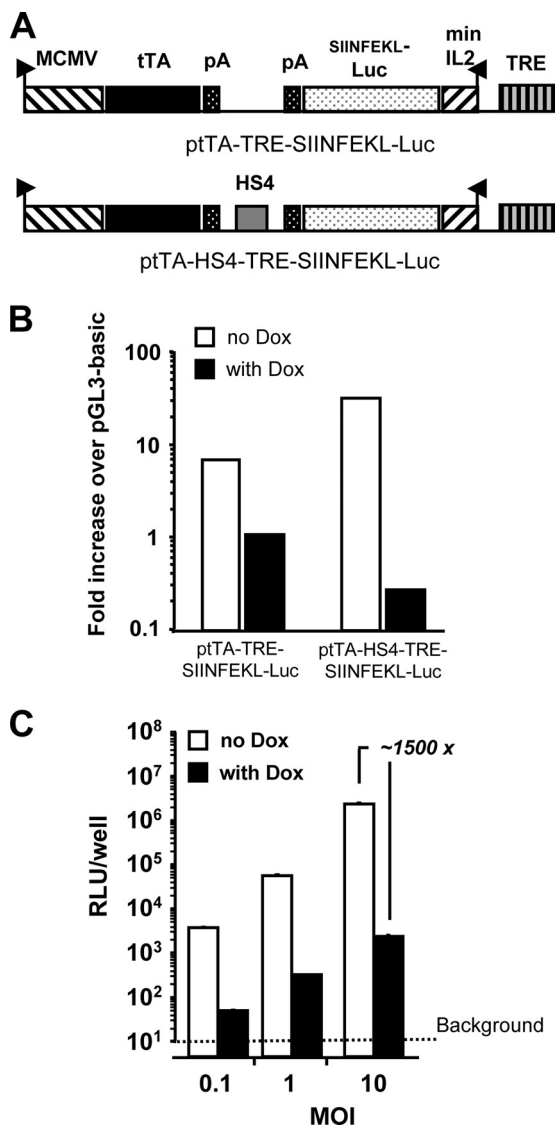 A
MCMV tTA pA pA SIINFEKL-Luc min IL2 TRE
ptTA-TRE-SIINFEKL-Luc
HS4
ptTA-HS4-TRE-SIINFEKL-Luc
B
no Dox
with Dox
Fold increase over pGL3-basic
100
10
1
0.1
ptTA-TRE-
SIINFEKL-Luc
ptTA-HS4-TRE-
SIINFEKL-Luc
C
no Dox
with Dox
~1500 x
RLU/well
10⁸
10⁷
10⁶
10⁵
10⁴
10³
10²
10¹
Background
0.1 1 10
MOI